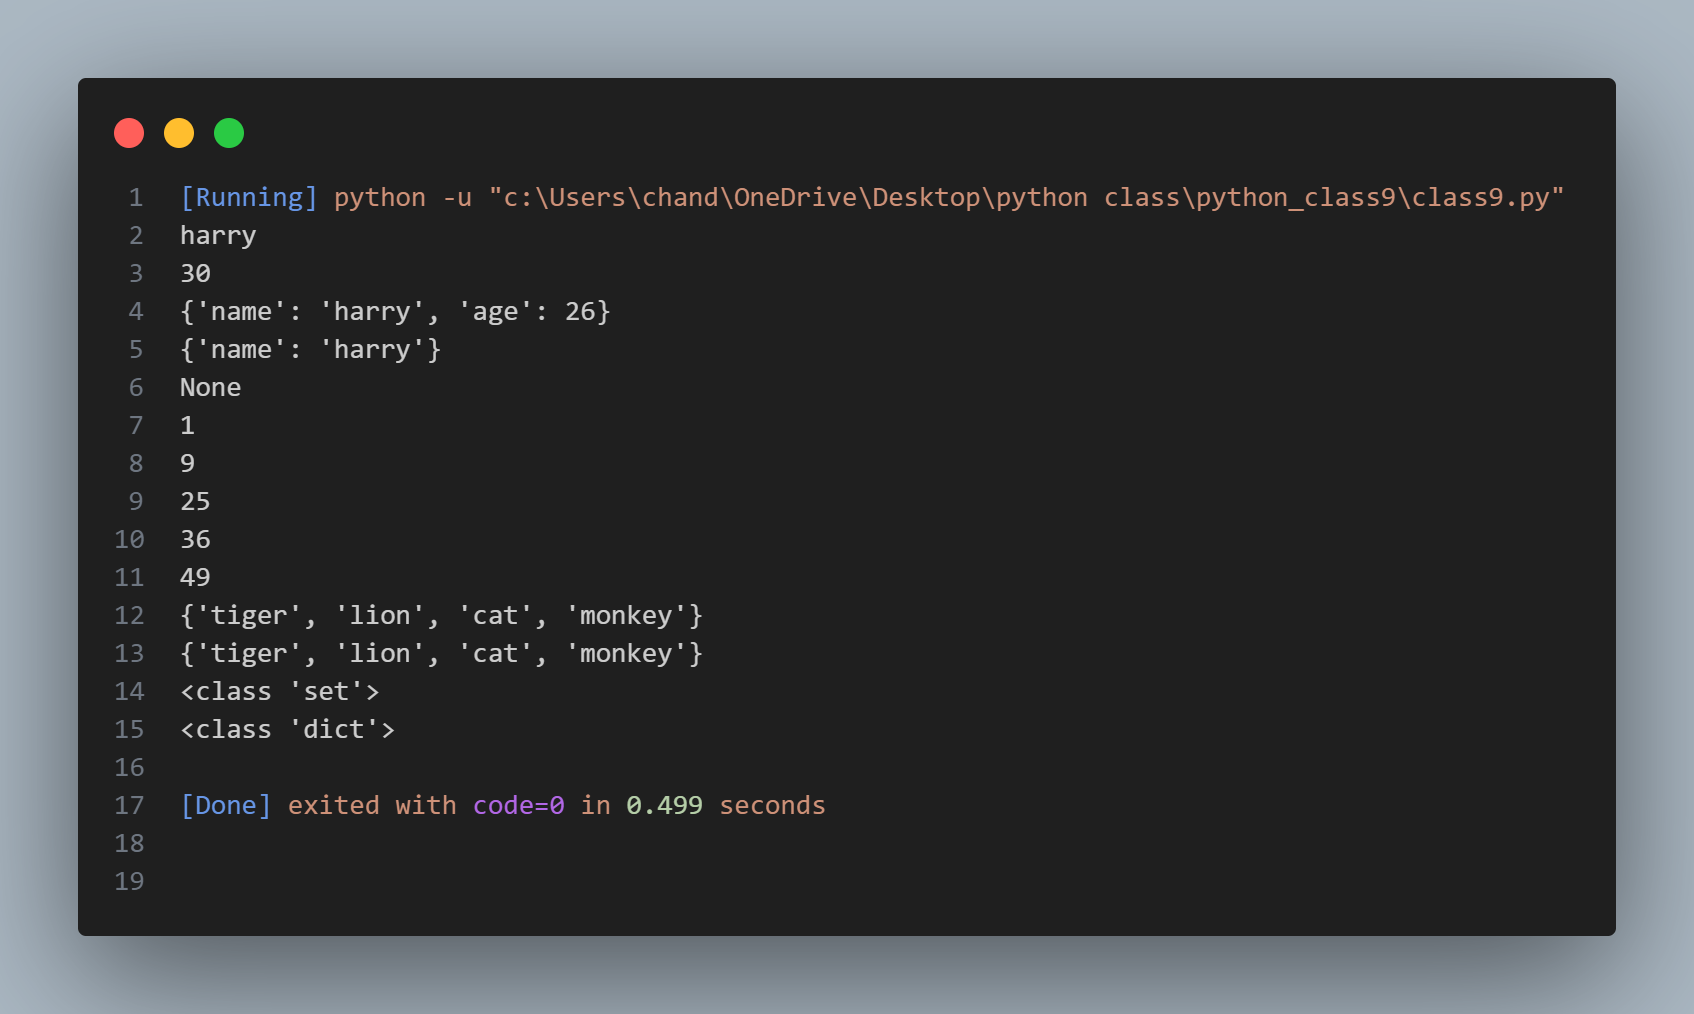 1 [Running] python -u "c:\Users\chand\OneDrive\Desktop\python class\python_class9\class9.py"
2 harry
3 30
4 {'name': 'harry', 'age': 26}
5 {'name': 'harry'}
6 None
7 1
8 9
9 25
10 36
11 49
12 {'tiger', 'lion', 'cat', 'monkey'}
13 {'tiger', 'lion', 'cat', 'monkey'}
14 <class 'set'>
15 <class 'dict'>
16
17 [Done] exited with code=0 in 0.499 seconds
18
19